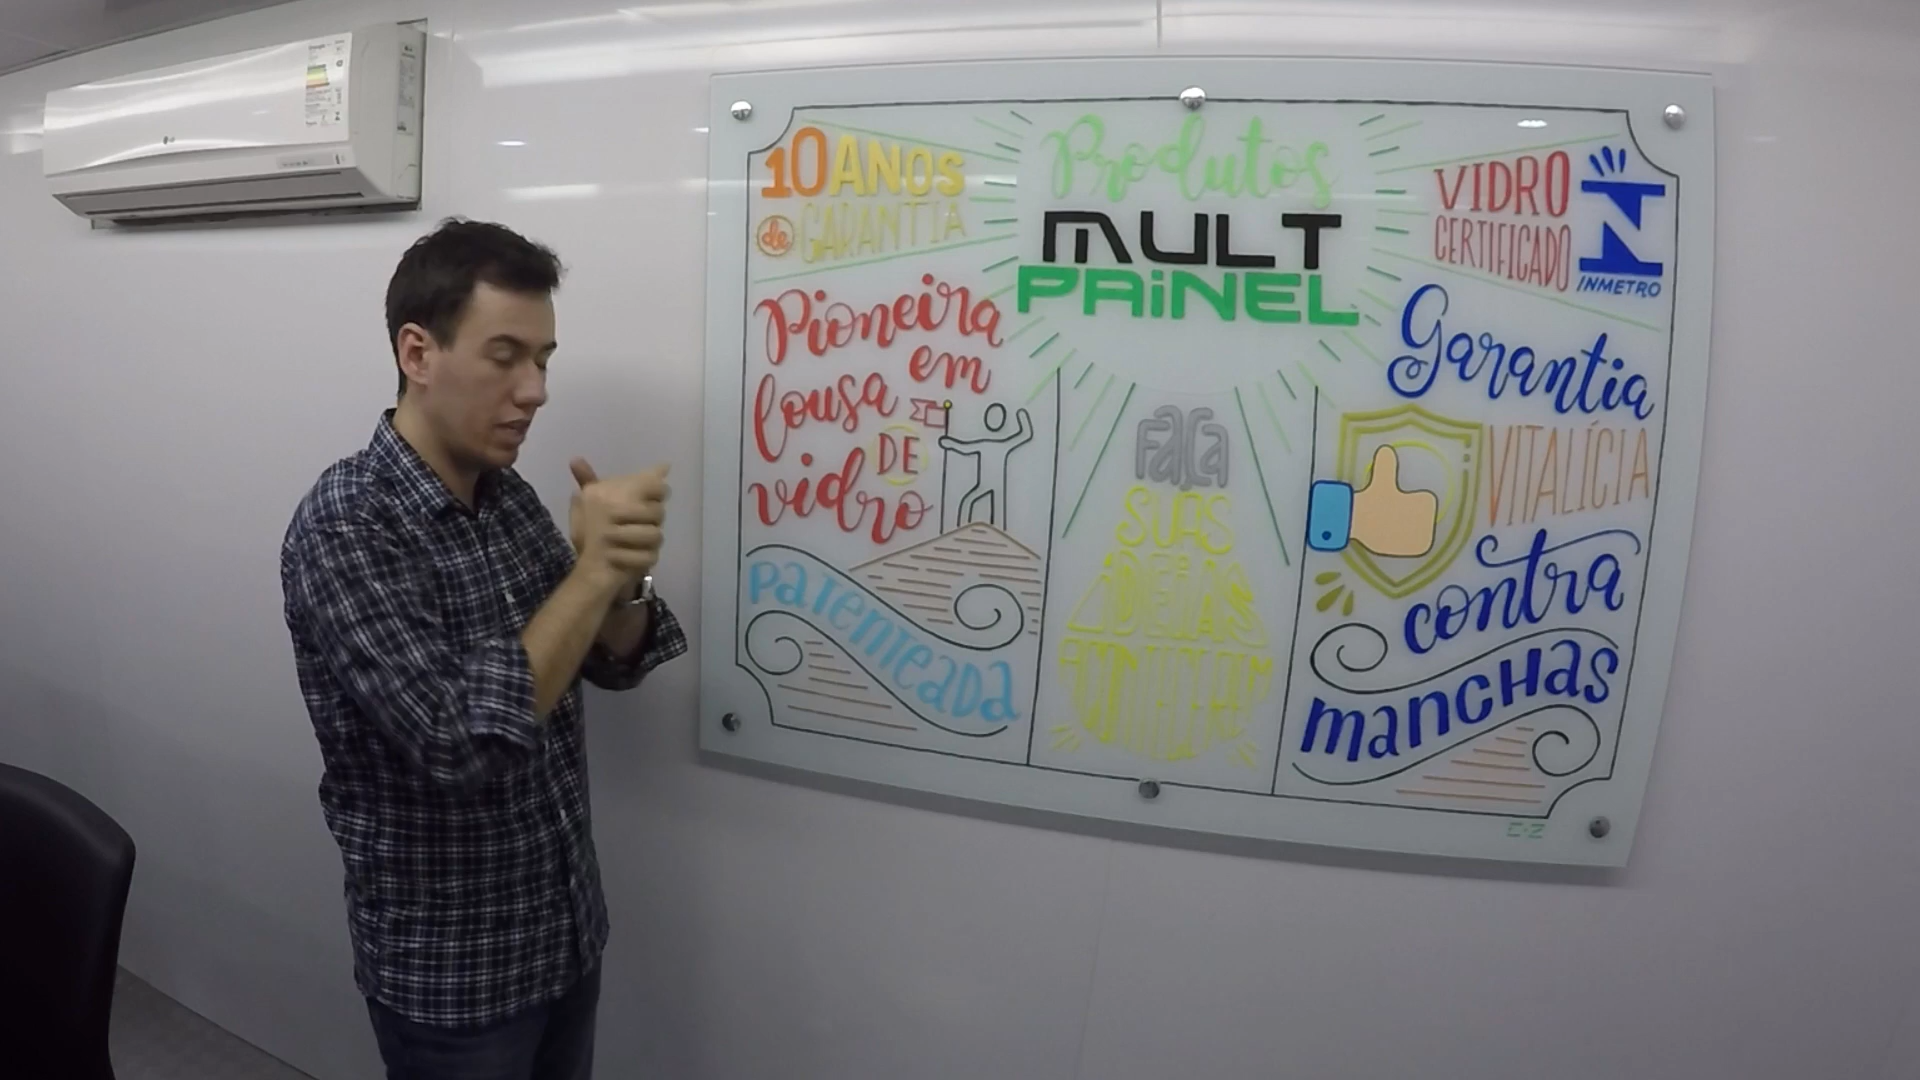 10 ANOS
de GARANTIA
Pioneira
em
lousa
DE
vidro
Patenteada
Produtos
MULT
PAiNEL
FAÇA
SUAS
iDEiAS
ACONTECEREM
VIDRO
CERTIFICADO
INMETRO
Garantia
VITALÍCIA
contra
mancHas
C+Z
LG